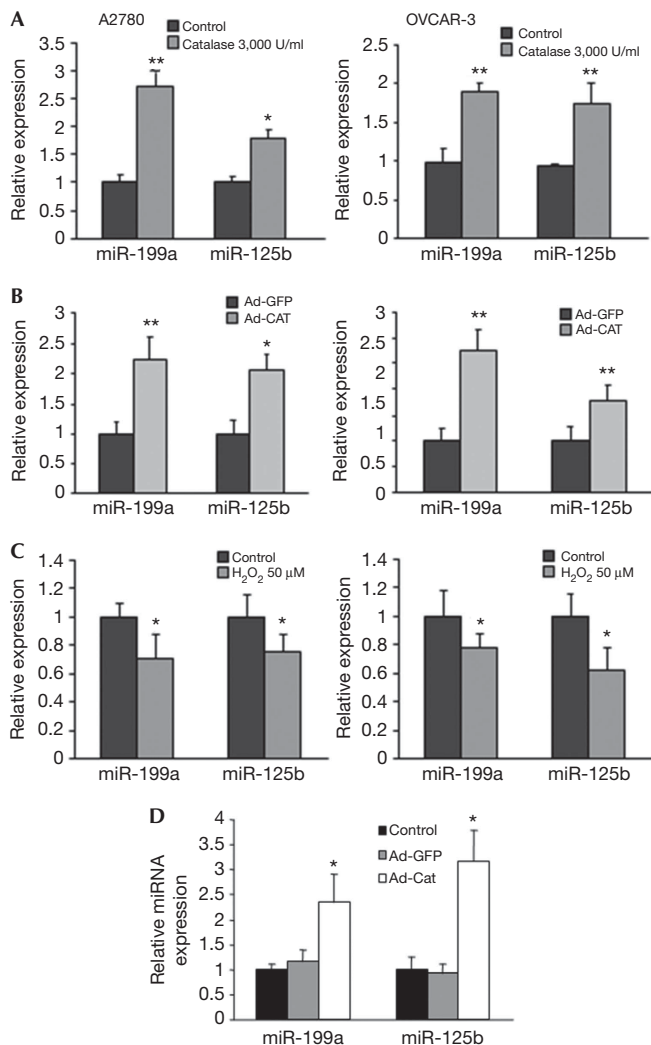 A
A2780
Control
Catalase 3,000 U/ml
Relative expression
3.5
3
2.5
2
1.5
1
0.5
0
**
*
miR-199a
miR-125b
OVCAR-3
Control
Catalase 3,000 U/ml
Relative expression
2.5
2
1.5
1
0.5
0
**
**
miR-199a
miR-125b
B
Ad-GFP
Ad-CAT
Relative expression
3
2.5
2
1.5
1
0.5
0
**
*
miR-199a
miR-125b
Ad-GFP
Ad-CAT
Relative expression
3
2.5
2
1.5
1
0.5
0
**
**
miR-199a
miR-125b
C
Control
H₂O₂ 50 μM
Relative expression
1.4
1.2
1
0.8
0.6
0.4
0.2
0
*
*
miR-199a
miR-125b
Control
H₂O₂ 50 μM
Relative expression
1.4
1.2
1
0.8
0.6
0.4
0.2
0
*
*
miR-199a
miR-125b
D
Control
Ad-GFP
Ad-Cat
Relative miRNA
expression
4
3.5
3
2.5
2
1.5
1
0.5
0
*
*
miR-199a
miR-125b